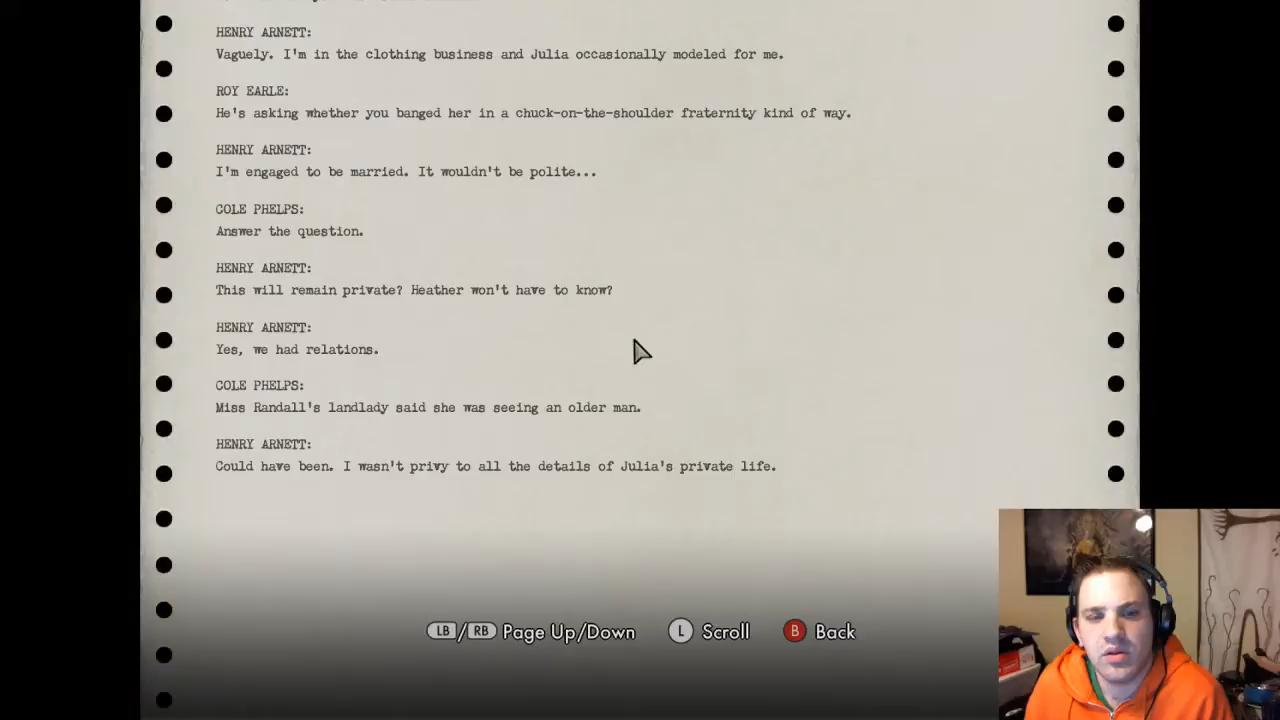 HENRY ARNETT:
Vaguely. I'm in the clothing business and Julia occasionally modeled for me.
ROY EARLE:
He's asking whether you banged her in a chuck-on-the-shoulder fraternity kind of way.
HENRY ARNETT:
I'm engaged to be married. It wouldn't be polite...
COLE PHELPS:
Answer the question.
HENRY ARNETT:
This will remain private? Heather won't have to know?
HENRY ARNETT:
Yes, we had relations.
COLE PHELPS:
Miss Randall's landlady said she was seeing an older man.
HENRY ARNETT:
Could have been. I wasn't privy to all the details of Julia's private life.
LB/RB Page Up/Down L Scroll B Back